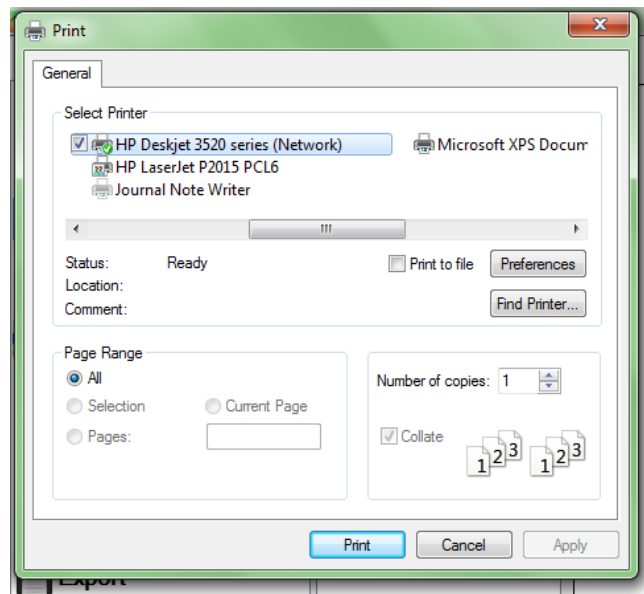 Print
General
Select Printer
HP Deskjet 3520 series (Network)
Microsoft XPS Docum
HP LaserJet P2015 PCL6
Journal Note Writer
Status: Ready
Print to file
Preferences
Location:
Comment:
Find Printer...
Page Range
All
Selection
Current Page
Pages:
Number of copies: 1
Collate
1 2 3 1 2 3
Print
Cancel
Apply
Export